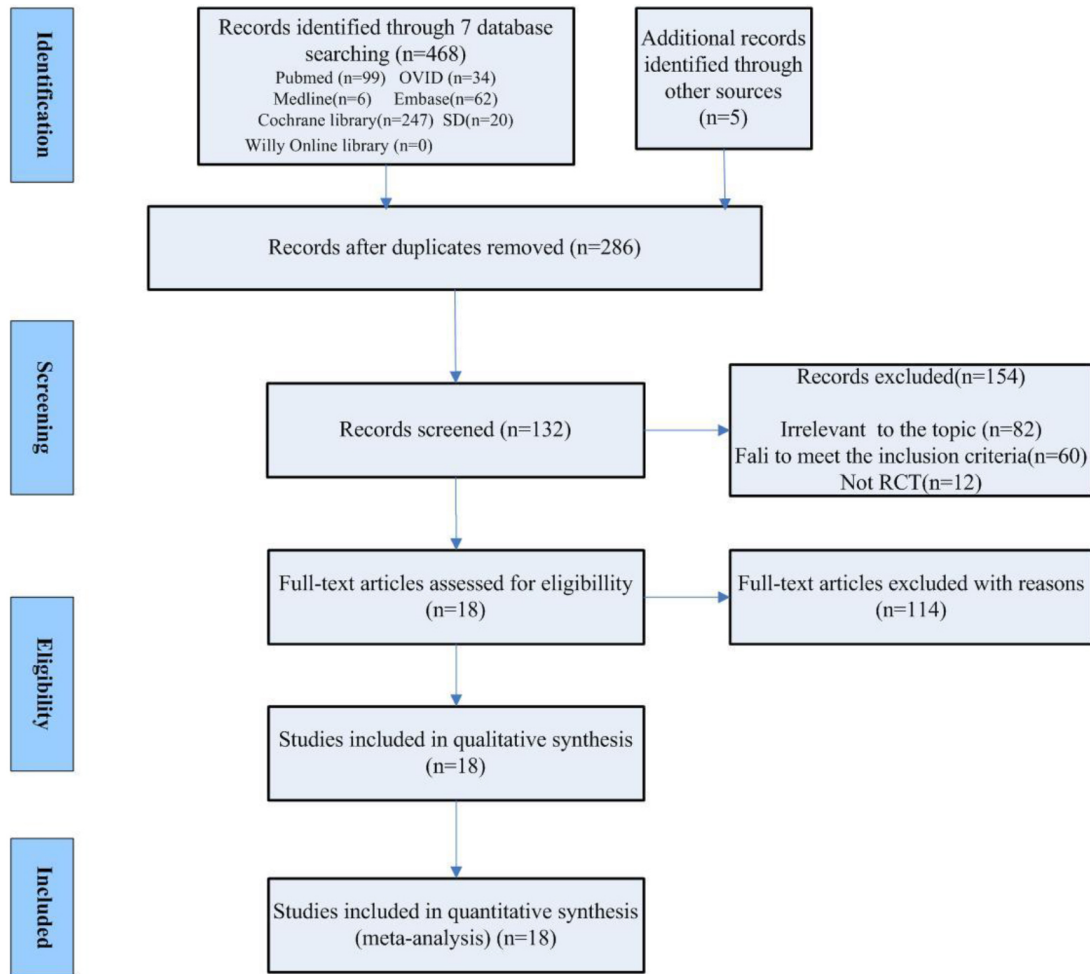 Identification
Records identified through 7 database
searching (n=468)
Pubmed (n=99) OVID (n=34)
Medline(n=6) Embase(n=62)
Cochrane library(n=247) SD(n=20)
Willy Online library (n=0)
Additional records
identified through
other sources
(n=5)
Records after duplicates removed (n=286)
Screening
Records screened (n=132)
Records excluded(n=154)
Irrelevant to the topic (n=82)
Fali to meet the inclusion criteria(n=60)
Not RCT(n=12)
Eligibility
Full-text articles assessed for eligibillity
(n=18)
Full-text articles excluded with reasons
(n=114)
Studies included in qualitative synthesis
(n=18)
Included
Studies included in quantitative synthesis
(meta-analysis) (n=18)